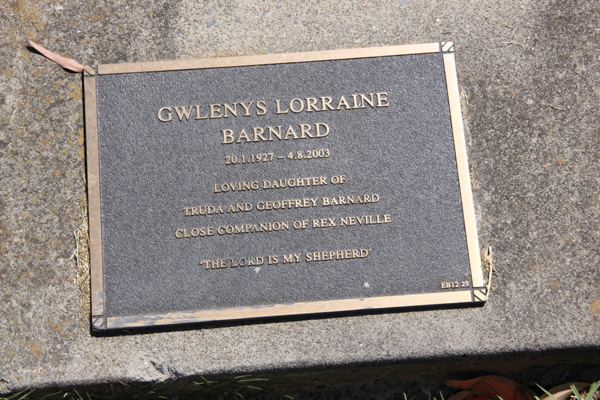 GWLENYS LORRAINE
BARNARD
20.1.1927 – 4.8.2003
LOVING DAUGHTER OF
TRUDA AND GEOFFREY BARNARD
CLOSE COMPANION OF REX NEVILLE
"THE LORD IS MY SHEPHERD"
EB12 29